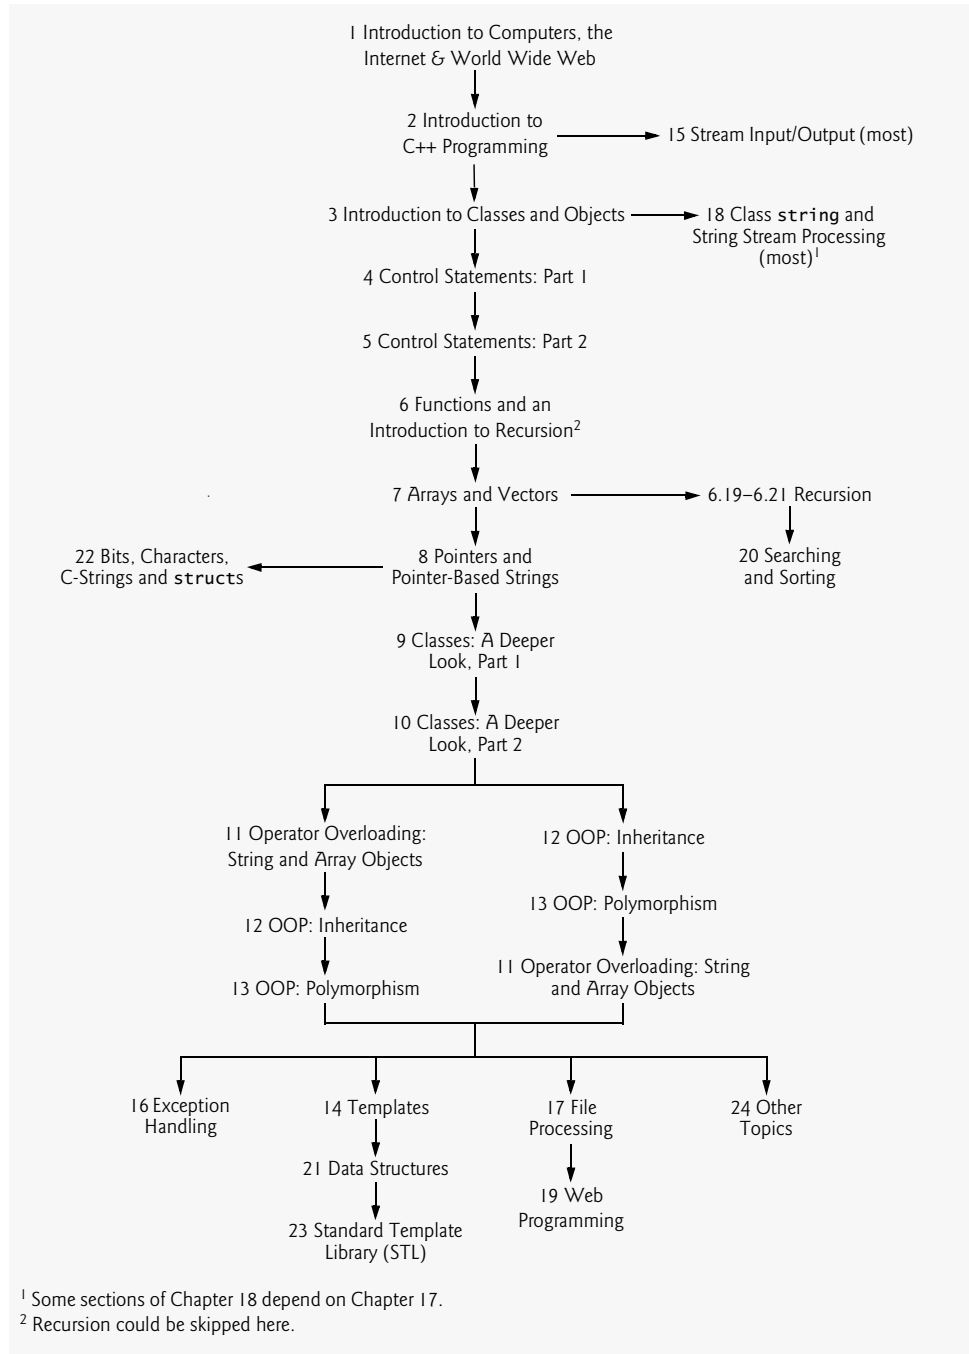 1 Introduction to Computers, the
Internet & World Wide Web
2 Introduction to
C++ Programming
15 Stream Input/Output (most)
3 Introduction to Classes and Objects
18 Class string and
String Stream Processing
(most)1
4 Control Statements: Part 1
5 Control Statements: Part 2
6 Functions and an
Introduction to Recursion2
7 Arrays and Vectors
6.19–6.21 Recursion
22 Bits, Characters,
C-Strings and structs
8 Pointers and
Pointer-Based Strings
20 Searching
and Sorting
9 Classes: A Deeper
Look, Part 1
10 Classes: A Deeper
Look, Part 2
11 Operator Overloading:
String and Array Objects
12 OOP: Inheritance
13 OOP: Polymorphism
12 OOP: Inheritance
13 OOP: Polymorphism
11 Operator Overloading: String
and Array Objects
16 Exception
Handling
14 Templates
21 Data Structures
23 Standard Template
Library (STL)
17 File
Processing
19 Web
Programming
24 Other
Topics
1 Some sections of Chapter 18 depend on Chapter 17.
2 Recursion could be skipped here.